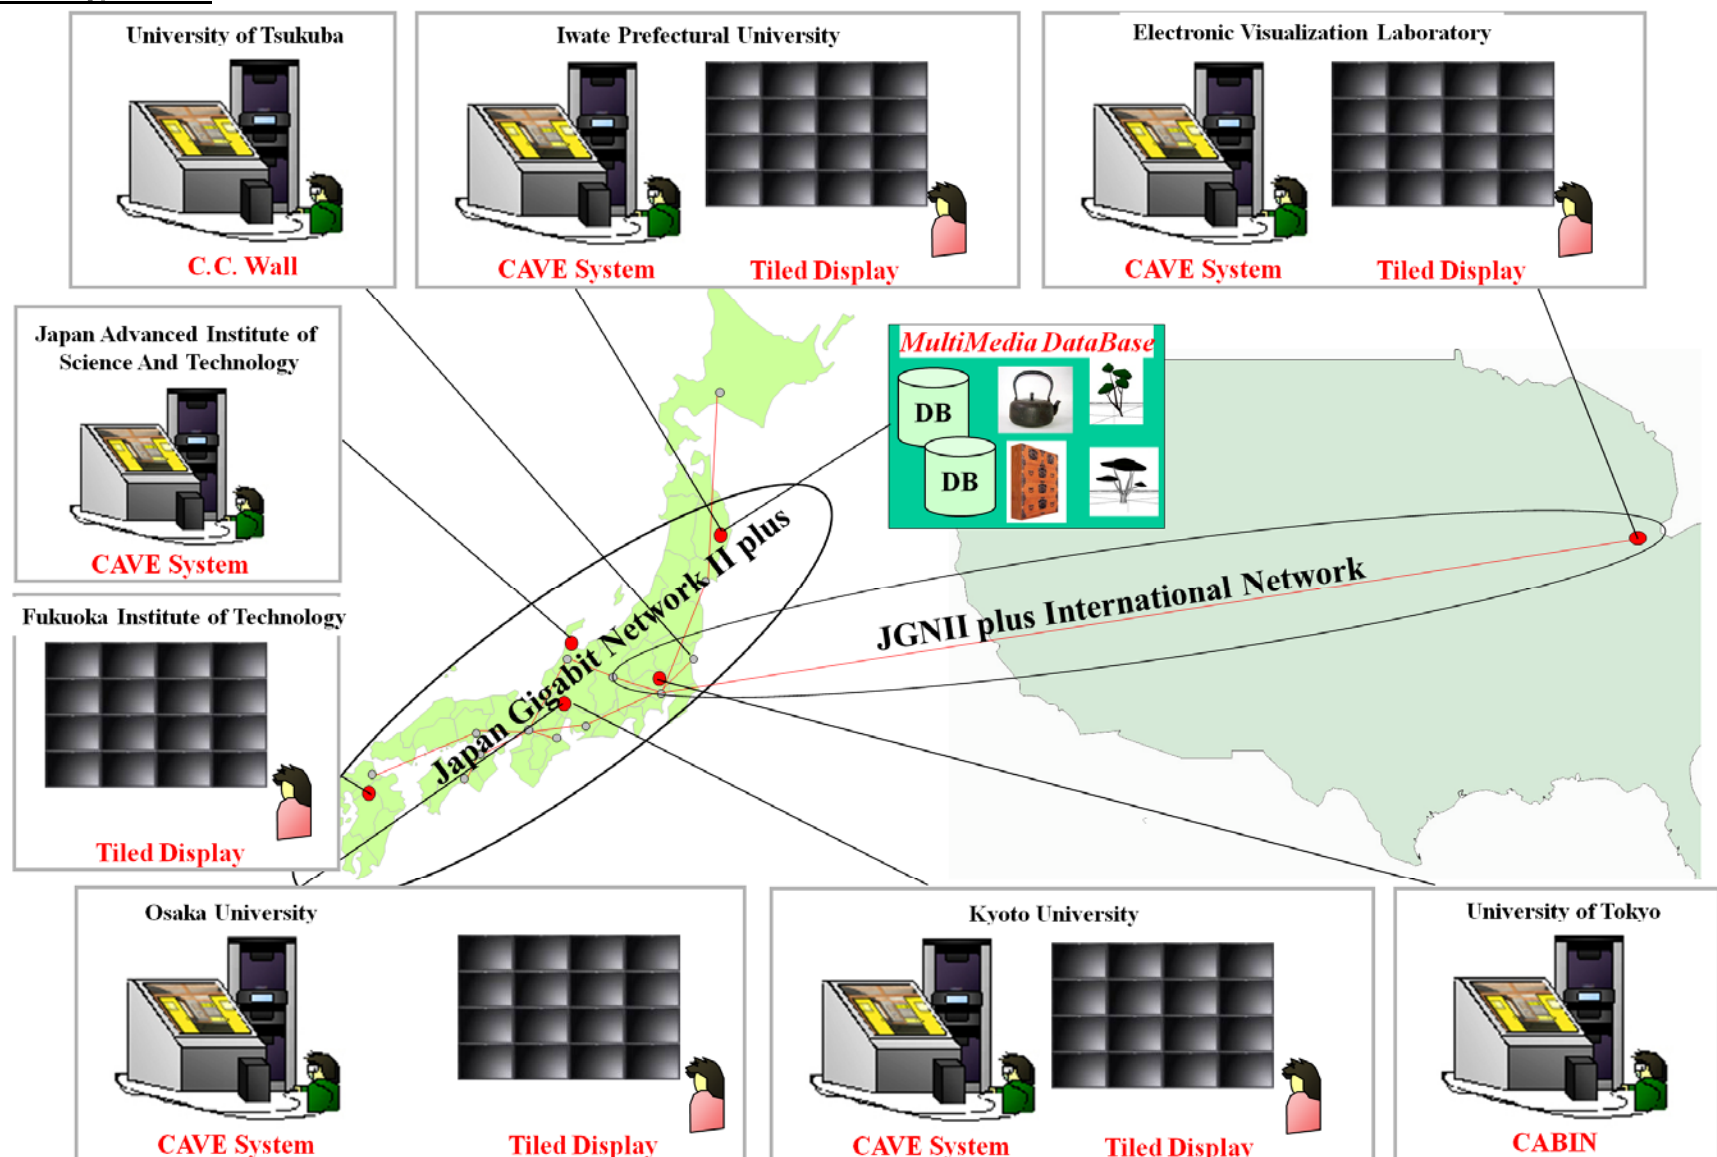 University of Tsukuba
C.C. Wall
Iwate Prefectural University
CAVE System
Tiled Display
Electronic Visualization Laboratory
CAVE System
Tiled Display
Japan Advanced Institute of
Science And Technology
CAVE System
MultiMedia DataBase
DB
DB
Japan Gigabit Network II plus
JGNII plus International Network
Fukuoka Institute of Technology
Tiled Display
Osaka University
CAVE System
Tiled Display
Kyoto University
CAVE System
Tiled Display
University of Tokyo
CABIN